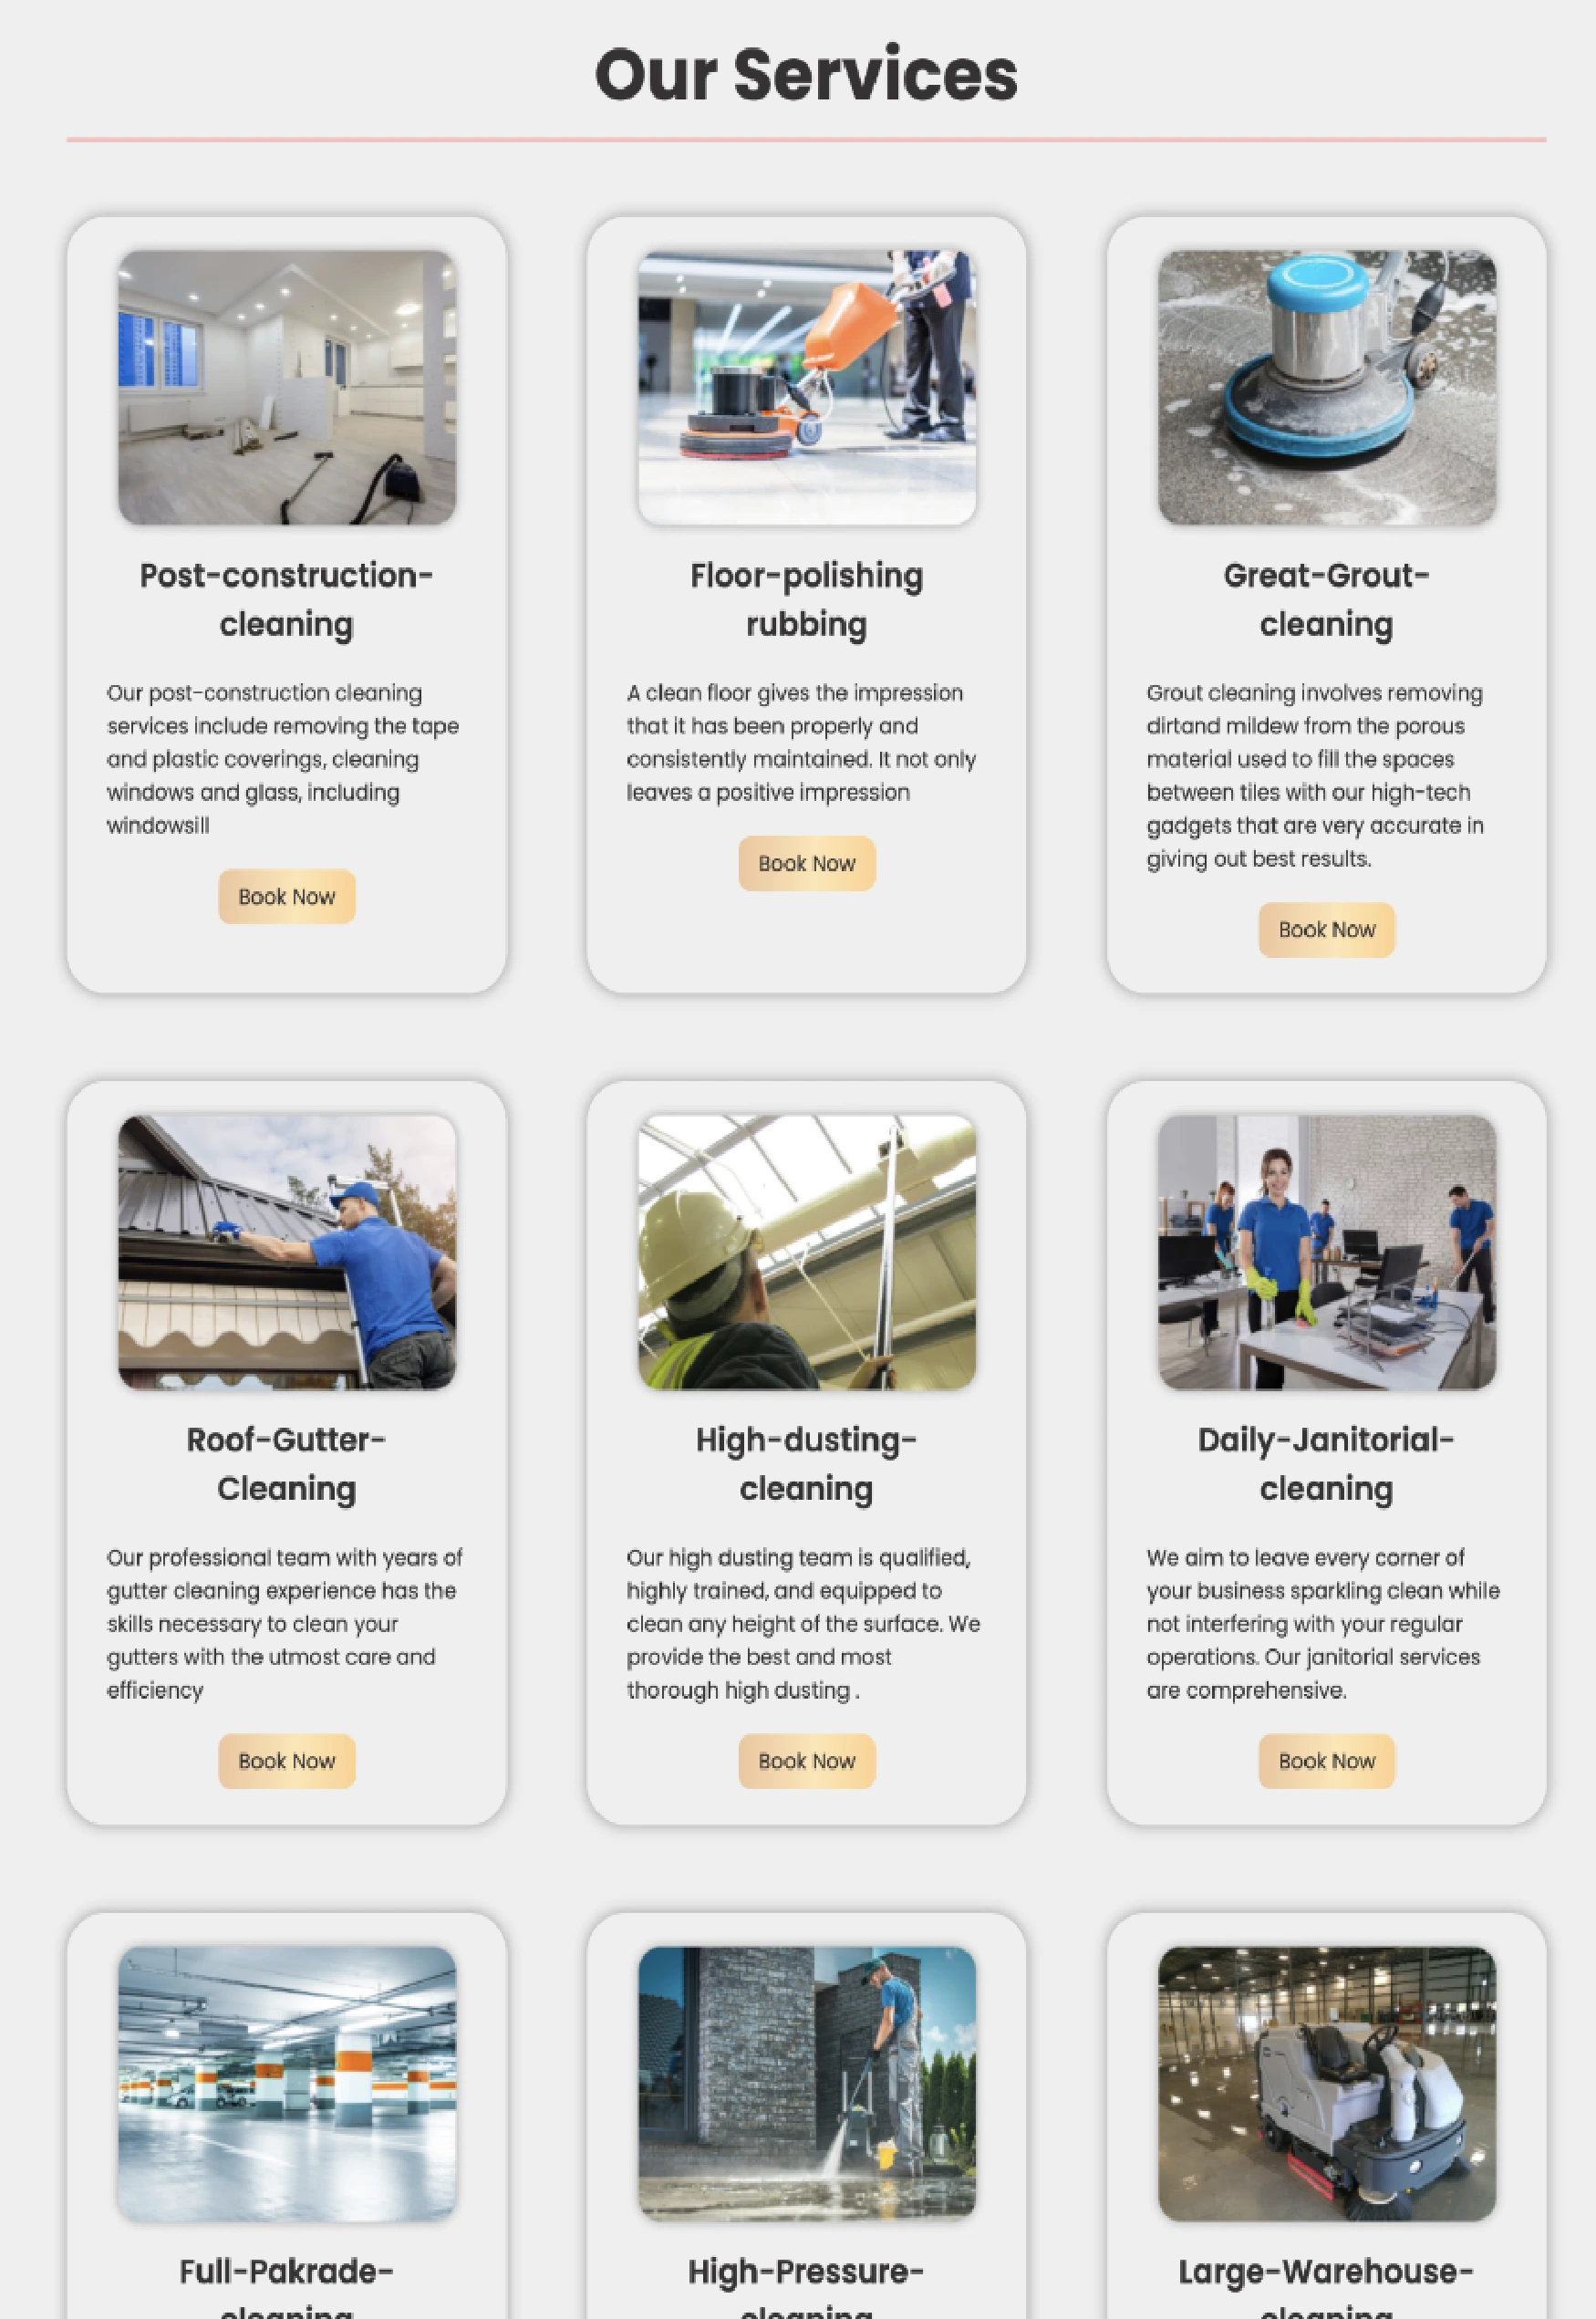 Our Services
Post-construction-
cleaning
Our post-construction cleaning
services include removing the tape
and plastic coverings, cleaning
windows and glass, including
windowsill
Book Now
Floor-polishing
rubbing
A clean floor gives the impression
that it has been properly and
consistently maintained. It not only
leaves a positive impression
Book Now
Great-Grout-
cleaning
Grout cleaning involves removing
dirtand mildew from the porous
material used to fill the spaces
between tiles with our high-tech
gadgets that are very accurate in
giving out best results.
Book Now
Roof-Gutter-
Cleaning
Our professional team with years of
gutter cleaning experience has the
skills necessary to clean your
gutters with the utmost care and
efficiency
Book Now
High-dusting-
cleaning
Our high dusting team is qualified,
highly trained, and equipped to
clean any height of the surface. We
provide the best and most
thorough high dusting .
Book Now
Daily-Janitorial-
cleaning
We aim to leave every corner of
your business sparkling clean while
not interfering with your regular
operations. Our janitorial services
are comprehensive.
Book Now
Full-Pakrade-
cleaning
High-Pressure-
cleaning
Large-Warehouse-
cleaning